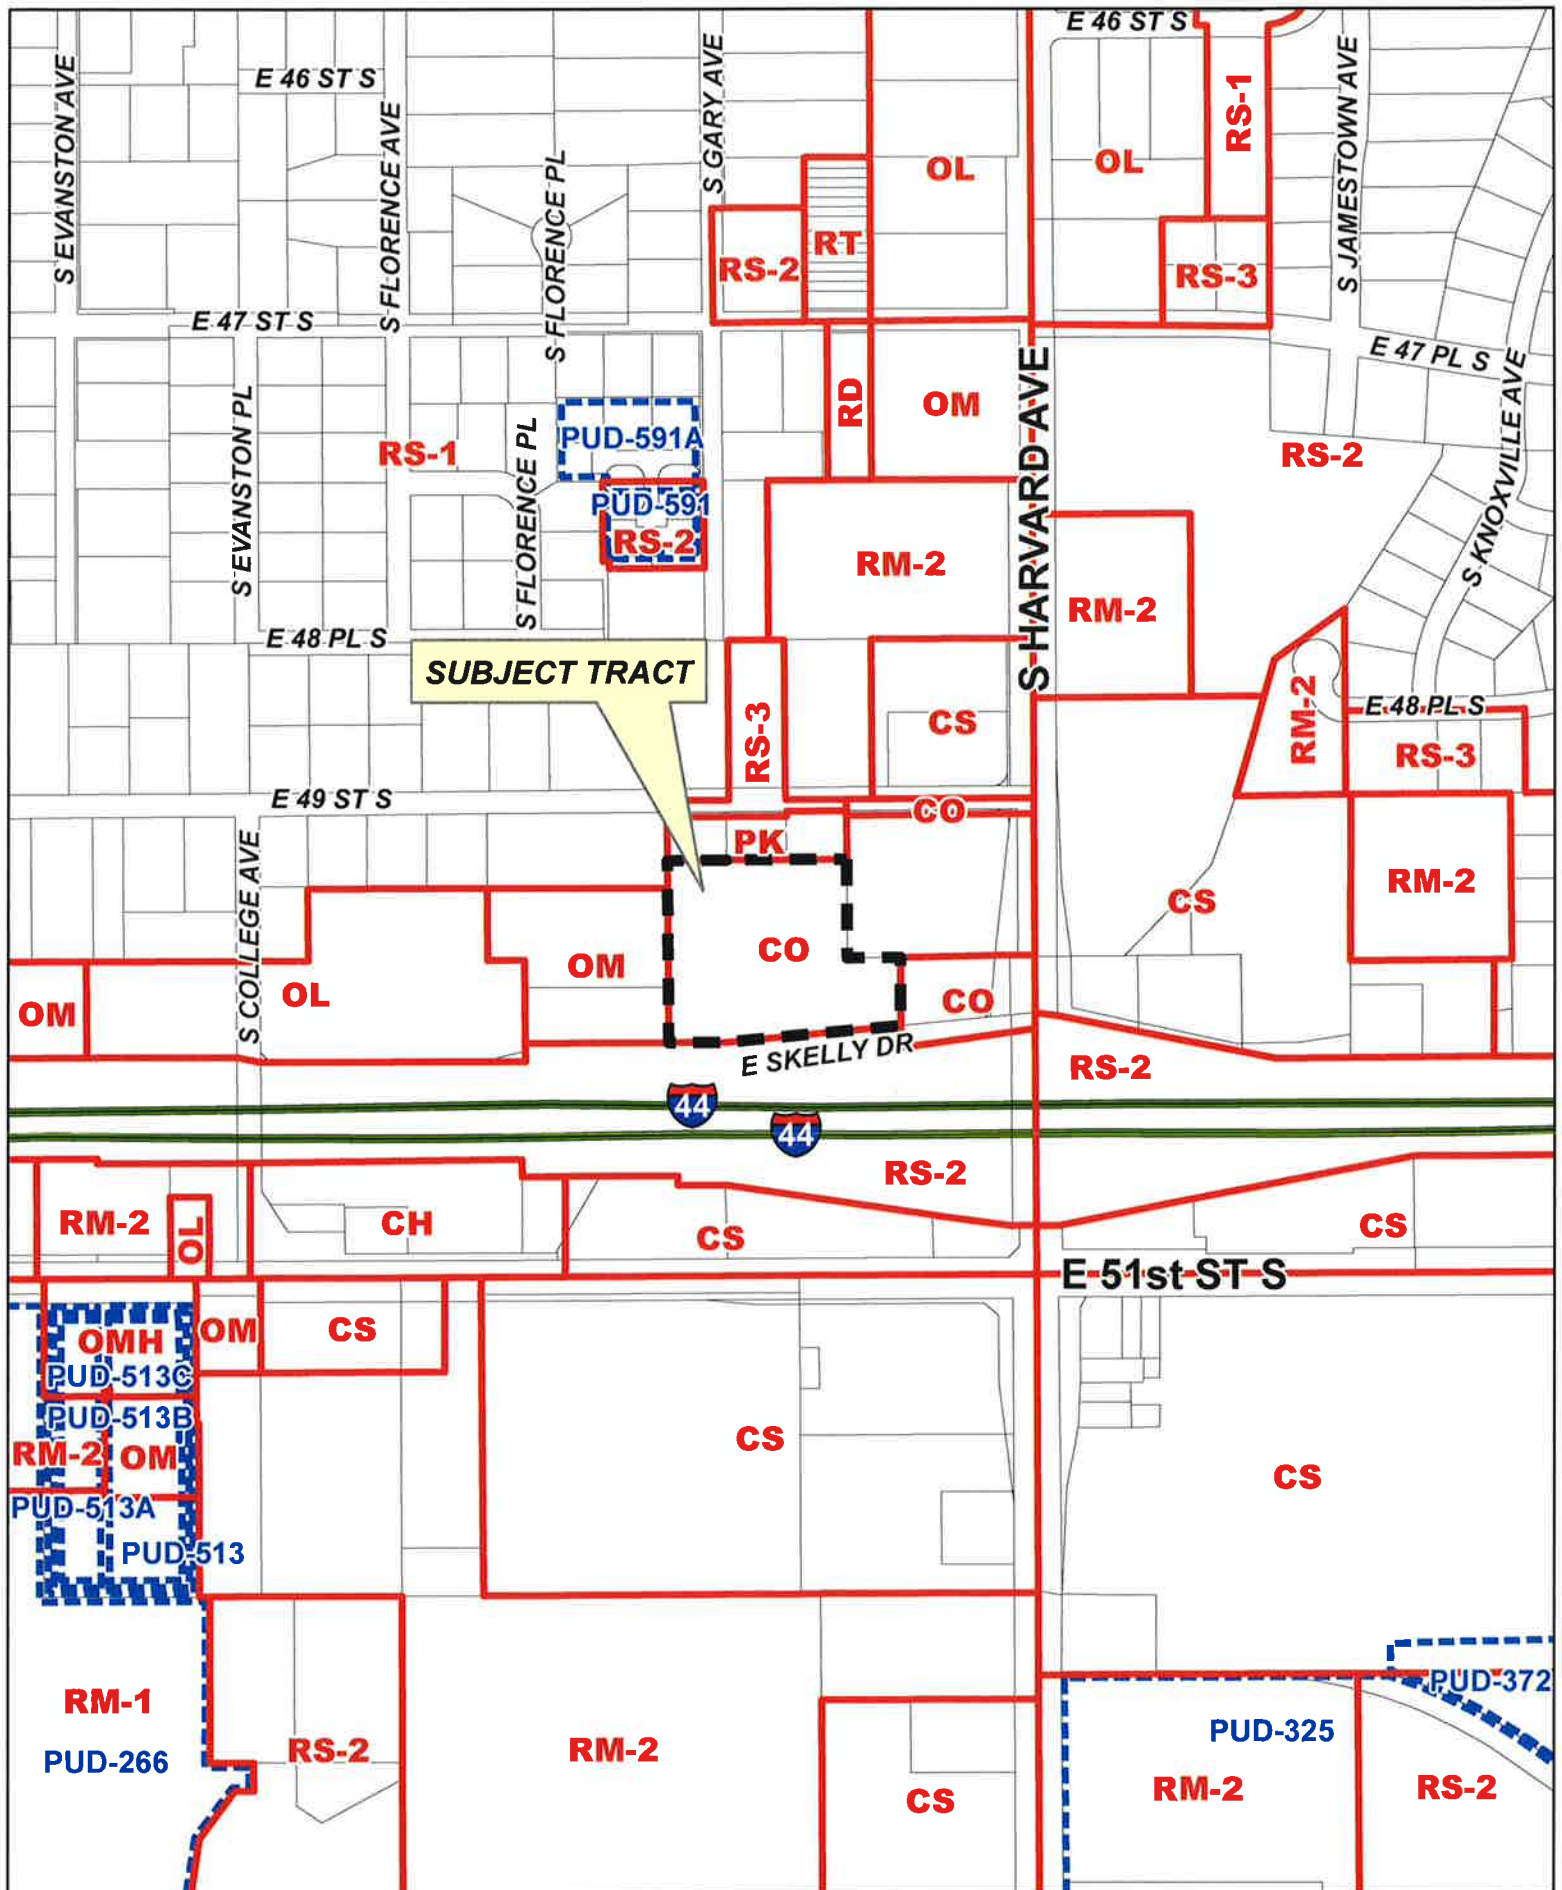 E 46 ST S
E 46 ST S
S EVANSTON AVE
S FLORENCE AVE
S FLORENCE PL
S GARY AVE
OL
OL
RS-1
S JAMESTOWN AVE
RT
RS-2
RS-3
E 47 ST S
E 47 PL S
S EVANSTON PL
RS-1
S FLORENCE PL
PUD-591A
PUD-591
RS-2
RD
OM
S HARVARD AVE
RS-2
S KNOXVILLE AVE
RM-2
RM-2
E 48 PL S
SUBJECT TRACT
RS-3
CS
RM-2
E 48 PL S
RS-3
E 49 ST S
CO
PK
S COLLEGE AVE
CS
RM-2
CO
OM
OL
OM
CO
E SKELLY DR
RS-2
44
44
RS-2
RM-2
OL
CH
CS
CS
E 51st ST S
OMH
OM
CS
PUD-513C
PUD-513B
RM-2
OM
CS
CS
PUD-513A
PUD-513
RM-1
PUD-266
RS-2
RM-2
CS
PUD-372
PUD-325
RM-2
RS-2